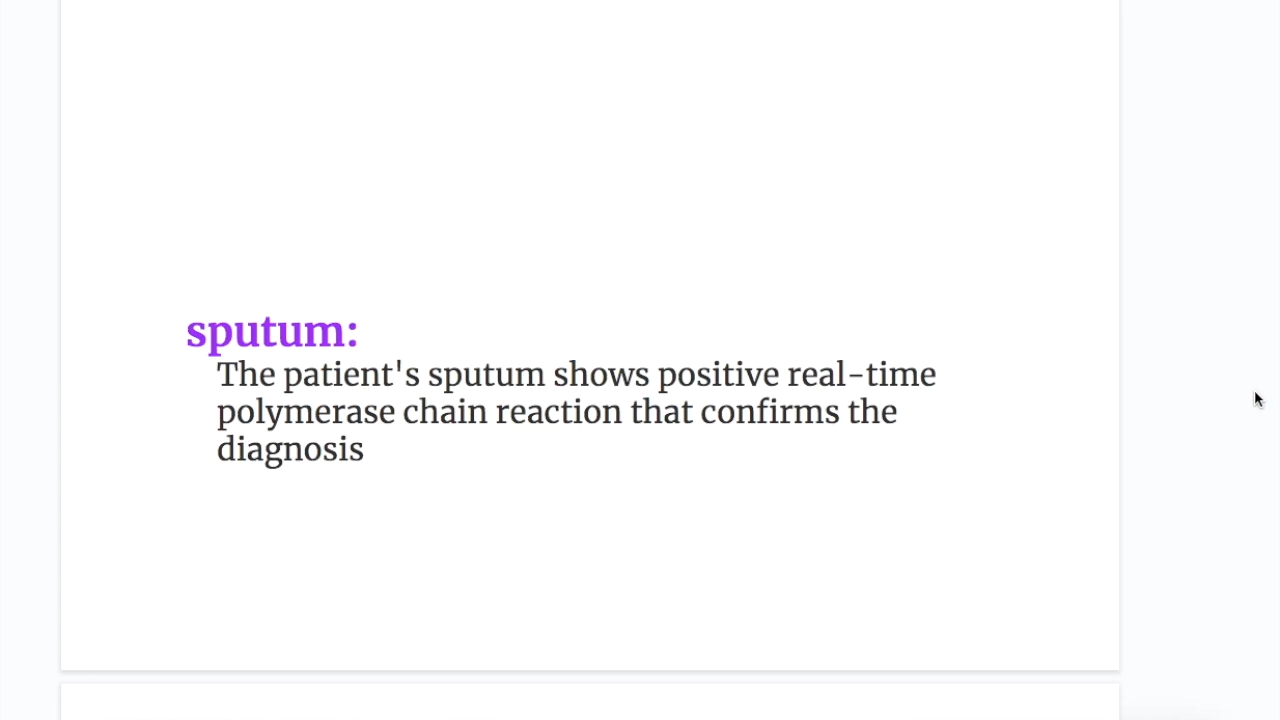 sputum:
The patient's sputum shows positive real-time
polymerase chain reaction that confirms the
diagnosis